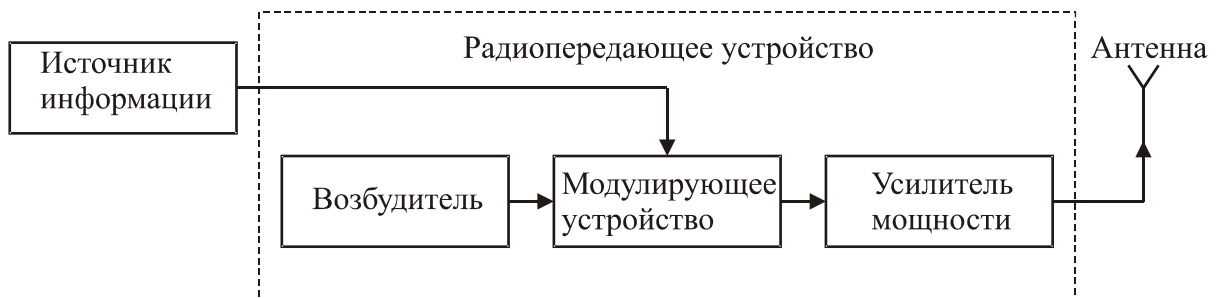 Радиопередающее устройство
Антенна
Источник
информации
Возбудитель
Модулирующее
устройство
Усилитель
мощности